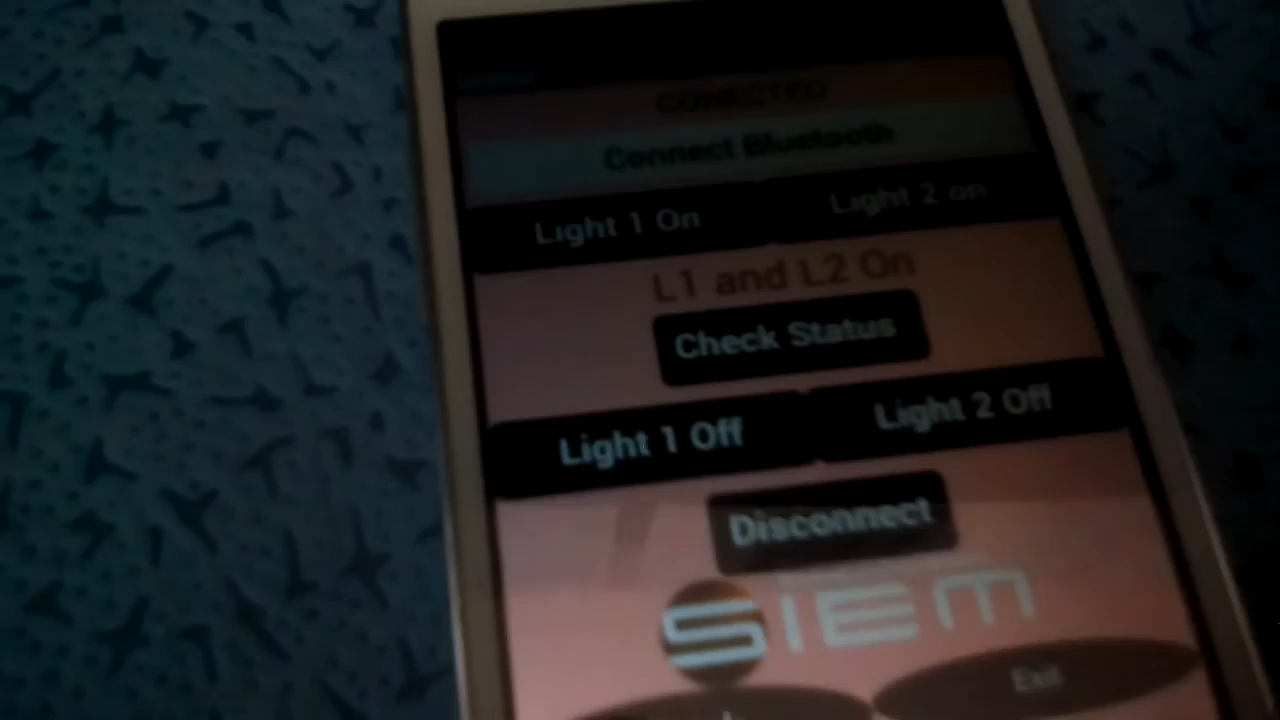 CONNECTED
Connect Bluetooth
Light 1 On Light 2 on
L1 and L2 On
Check Status
Light 1 Off Light 2 Off
Disconnect
SIEM
Exit